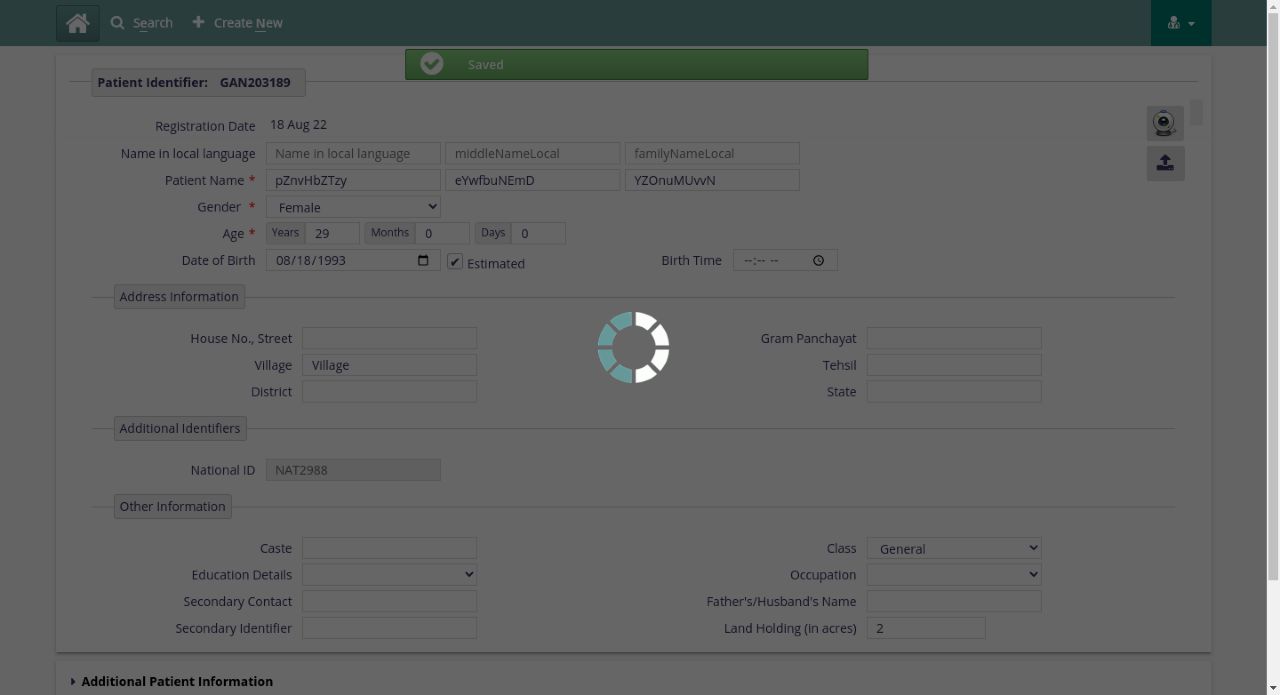 Search Create New
Saved
Patient Identifier: GAN203189
Registration Date 18 Aug 22
Name in local language Name in local language middleNameLocal familyNameLocal
Patient Name * pZnvHbZTzy eYwfbuNEmD YZOnuMUvvN
Gender * Female
Age * Years 29 Months 0 Days 0
Date of Birth 08/18/1993 Estimated Birth Time --:-- --
Address Information
House No., Street Gram Panchayat
Village Village Tehsil
District State
Additional Identifiers
National ID NAT2988
Other Information
Caste Class General
Education Details Occupation
Secondary Contact Father's/Husband's Name
Secondary Identifier Land Holding (in acres) 2
Additional Patient Information